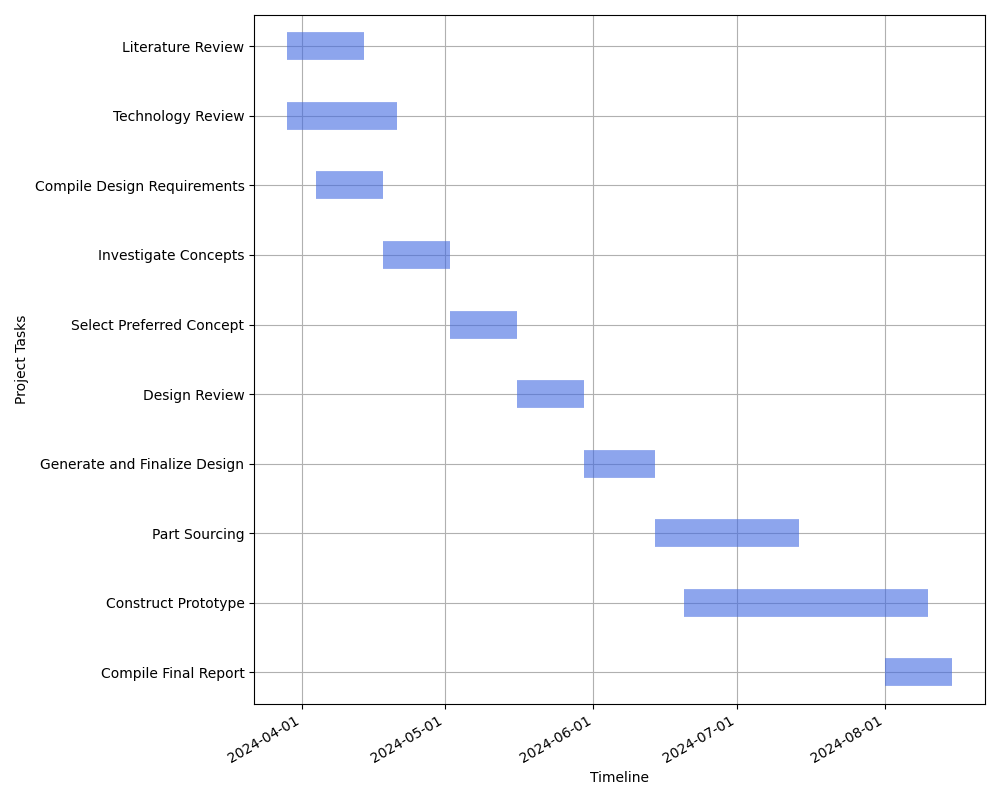 Literature Review
Technology Review
Compile Design Requirements
Investigate Concepts
Select Preferred Concept
Design Review
Generate and Finalize Design
Part Sourcing
Construct Prototype
Compile Final Report
Project Tasks
2024-04-01
2024-05-01
2024-06-01
2024-07-01
2024-08-01
Timeline